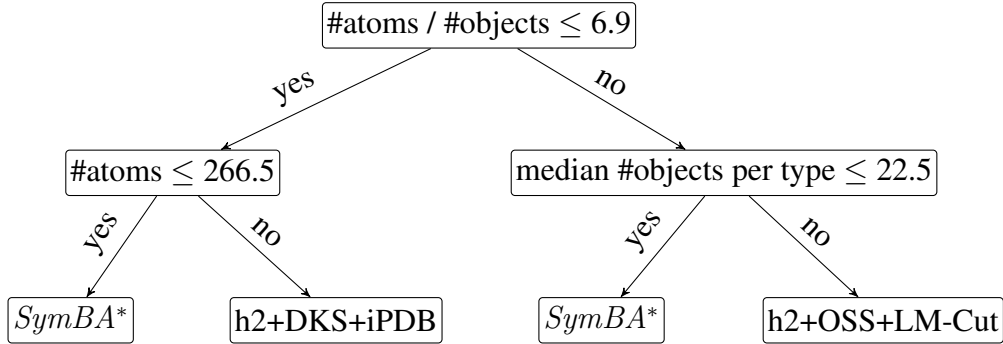 #atoms / #objects ≤ 6.9
yes
no
#atoms ≤ 266.5
median #objects per type ≤ 22.5
yes
no
yes
no
SymBA*
h2+DKS+iPDB
SymBA*
h2+OSS+LM-Cut